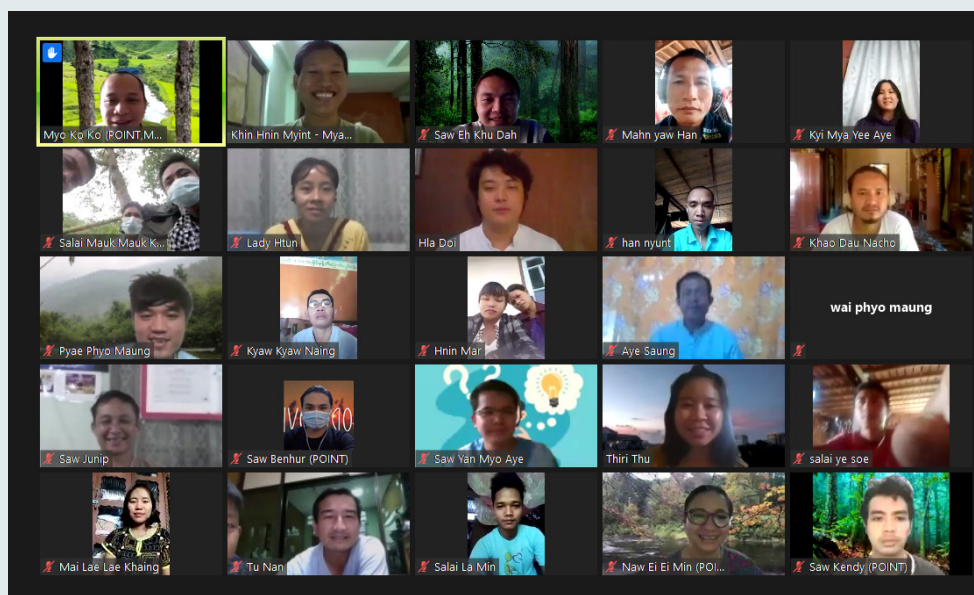 Myo Ko Ko (POINT,M...
Khin Hnin Myint - Mya...
Saw Eh Khu Dah
Mahn yaw Han
Kyi Mya Yee Aye
Salai Mauk Mauk K...
Lady Htun
Hla Doi
han nyunt
Khao Dau Nacho
Pyae Phyo Maung
Kyaw Kyaw Naing
Hnin Mar
Aye Saung
wai phyo maung
Saw Junip
Saw Benhur (POINT)
Saw Yan Myo Aye
Thiri Thu
salai ye soe
Mai Lae Lae Khaing
Tu Nan
Salai La Min
Naw Ei Ei Min (POI...
Saw Kendy (POINT)